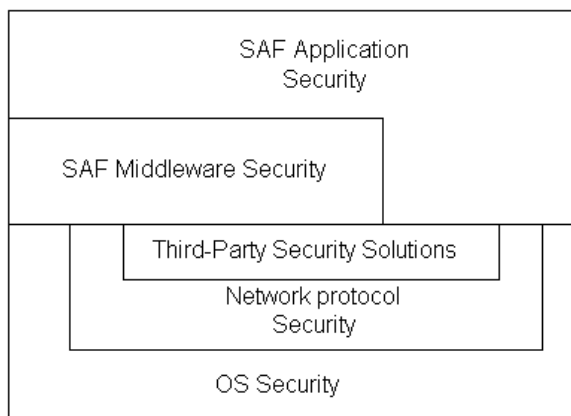 SAF Application
Security
SAF Middleware Security
Third-Party Security Solutions
Network protocol
Security
OS Security